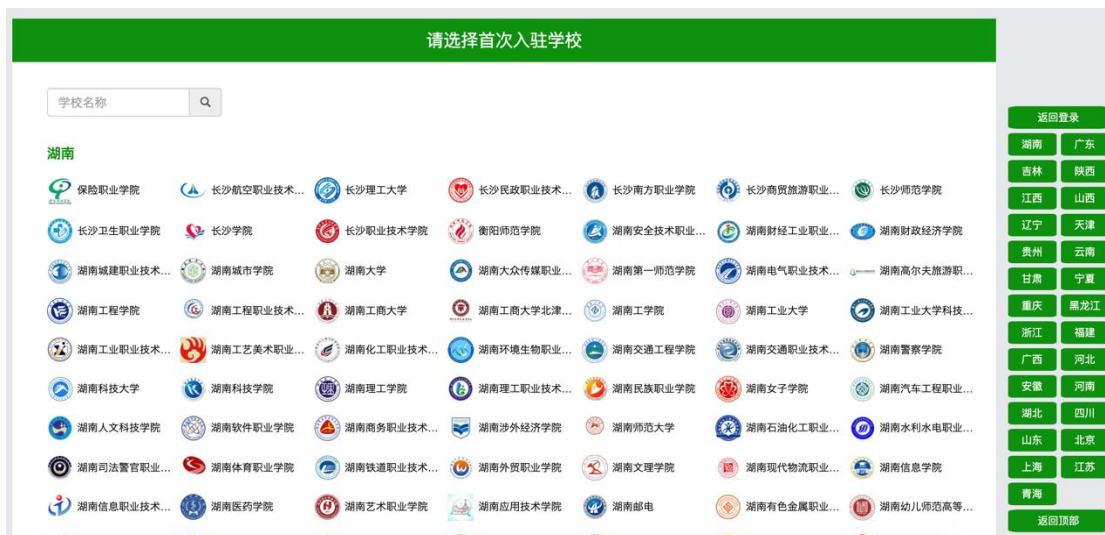 请选择首次入驻学校
学校名称
湖南
保险职业学院 长沙航空职业技术... 长沙理工大学 长沙民政职业技术... 长沙南方职业学院 长沙商贸旅游职业... 长沙师范学院
长沙卫生职业学院 长沙学院 长沙职业技术学院 衡阳师范学院 湖南安全技术职业... 湖南财经工业职业... 湖南财政经济学院
湖南城建职业技术... 湖南城市学院 湖南大学 湖南大众传媒职业... 湖南第一师范学院 湖南电气职业技术... 湖南高尔夫旅游职...
湖南工程学院 湖南工程职业技术... 湖南工商大学 湖南工商大学北津... 湖南工学院 湖南工业大学 湖南工业大学科技...
湖南工业职业技术... 湖南工艺美术职业... 湖南化工职业技术... 湖南环境生物职业... 湖南交通工程学院 湖南交通职业技术... 湖南警察学院
湖南科技大学 湖南科技学院 湖南理工学院 湖南理工职业技术... 湖南民族职业学院 湖南女子学院 湖南汽车工程职业...
湖南人文科技学院 湖南软件职业学院 湖南商务职业技术... 湖南涉外经济学院 湖南师范大学 湖南石油化工职业... 湖南水利水电职业...
湖南司法警官职业... 湖南体育职业学院 湖南铁道职业技术... 湖南外贸职业学院 湖南文理学院 湖南现代物流职业... 湖南信息学院
湖南信息职业技术... 湖南医药学院 湖南艺术职业学院 湖南应用技术学院 湖南邮电 湖南有色金属职业... 湖南幼儿师范高等...
返回登录
湖南 广东
吉林 陕西
江西 山西
辽宁 天津
贵州 云南
甘肃 宁夏
重庆 黑龙江
浙江 福建
广西 河北
安徽 河南
湖北 四川
山东 北京
上海 江苏
青海
返回顶部